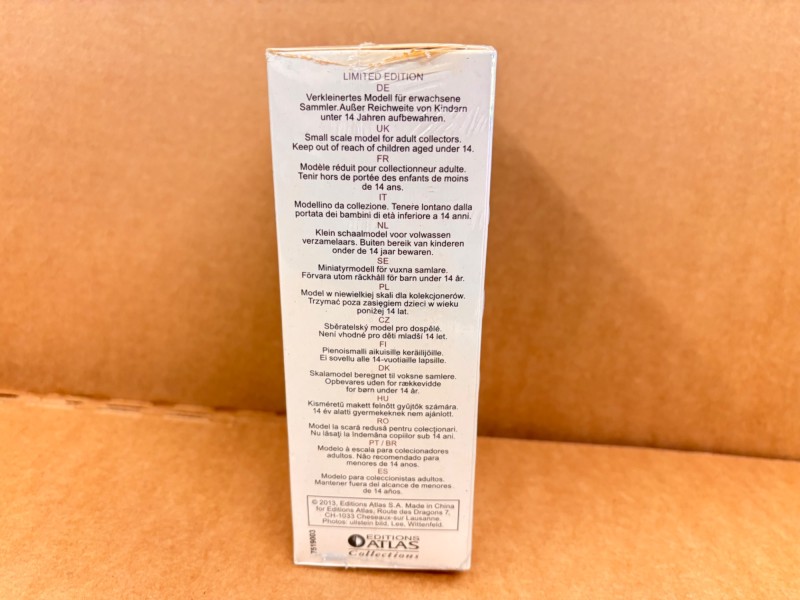 LIMITED EDITION
DE
Verkleinertes Modell für erwachsene
Sammler.Außer Reichweite von Kindern
unter 14 Jahren aufbewahren.
UK
Small scale model for adult collectors.
Keep out of reach of children aged under 14.
FR
Modèle réduit pour collectionneur adulte.
Tenir hors de portée des enfants de moins
de 14 ans.
IT
Modellino da collezione. Tenere lontano dalla
portata dei bambini di età inferiore a 14 anni.
NL
Klein schaalmodel voor volwassen
verzamelaars. Buiten bereik van kinderen
onder de 14 jaar bewaren.
SE
Miniatyrmodell för vuxna samlare.
Förvara utom räckhåll för barn under 14 år.
PL
Model w niewielkiej skali dla kolekcjonerów.
Trzymać poza zasięgiem dzieci w wieku
poniżej 14 lat.
CZ
Sběratelský model pro dospělé.
Není vhodné pro děti mladší 14 let.
FI
Pienoismalli aikuisille keräilijöille.
Ei sovellu alle 14-vuotiaille lapsille.
DK
Skalamodel beregnet til voksne samlere.
Opbevares uden for rækkevidde
for børn under 14 år.
HU
Kisméretű makett felnőtt gyűjtők számára.
14 év alatti gyermekeknek nem ajánlott.
RO
Model la scară redusă pentru colecționari.
Nu lăsați la îndemâna copiilor sub 14 ani.
PT / BR
Modelo à escala para colecionadores
adultos. Não recomendado para
menores de 14 anos.
ES
Modelo para coleccionistas adultos.
Mantener fuera del alcance de menores
de 14 años.
© 2013, Editions Atlas S.A. Made in China
for Editions Atlas, Route des Dragons 7,
CH-1033 Cheseaux-sur Lausanne.
Photos: ullstein bild, Lee, Wittenfeld.
EDITIONS
ATLAS
Collections
7519003